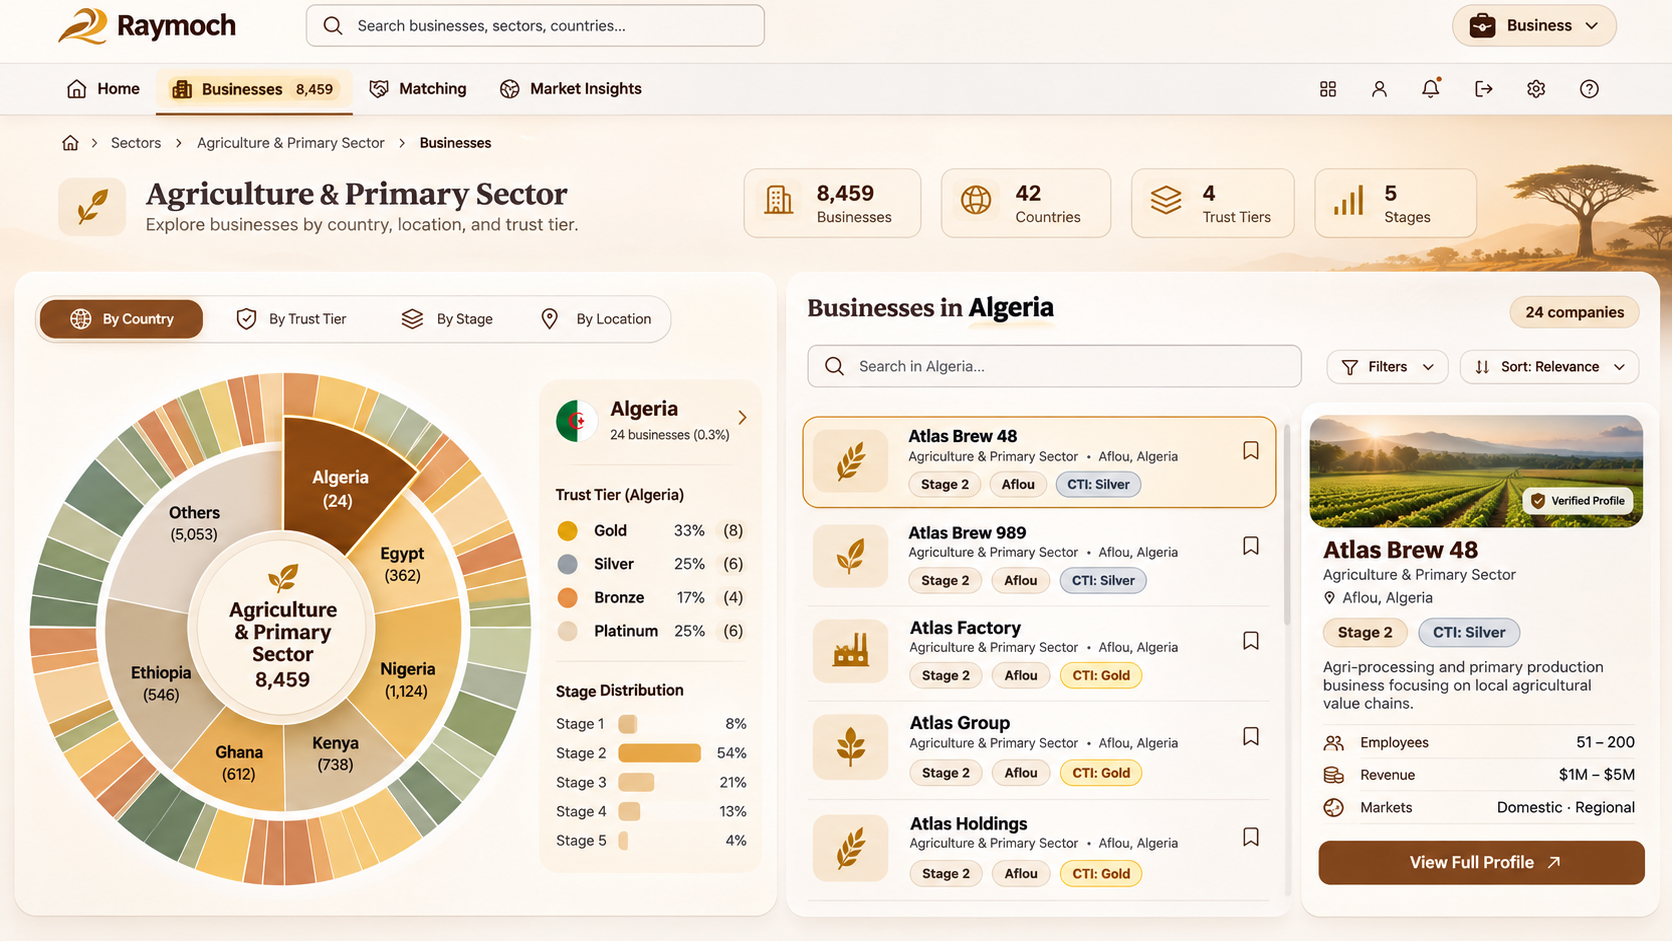 Raymoch
Search businesses, sectors, countries...
Business
Home
Businesses 8,459
Matching
Market Insights
Sectors
Agriculture & Primary Sector
Businesses
Agriculture & Primary Sector
Explore businesses by country, location, and trust tier.
8,459
Businesses
42
Countries
4
Trust Tiers
5
Stages
By Country
By Trust Tier
By Stage
By Location
Algeria
(24)
Egypt
(362)
Nigeria
(1,124)
Kenya
(738)
Ghana
(612)
Ethiopia
(546)
Others
(5,053)
Agriculture
& Primary
Sector
8,459
Algeria
24 businesses (0.3%)
Trust Tier (Algeria)
Gold 33% (8)
Silver 25% (6)
Bronze 17% (4)
Platinum 25% (6)
Stage Distribution
Stage 1 8%
Stage 2 54%
Stage 3 21%
Stage 4 13%
Stage 5 4%
Businesses in Algeria
24 companies
Search in Algeria...
Filters
Sort: Relevance
Atlas Brew 48
Agriculture & Primary Sector • Aflou, Algeria
Stage 2 Aflou CTI: Silver
Atlas Brew 989
Agriculture & Primary Sector • Aflou, Algeria
Stage 2 Aflou CTI: Silver
Atlas Factory
Agriculture & Primary Sector • Aflou, Algeria
Stage 2 Aflou CTI: Gold
Atlas Group
Agriculture & Primary Sector • Aflou, Algeria
Stage 2 Aflou CTI: Gold
Atlas Holdings
Agriculture & Primary Sector • Aflou, Algeria
Stage 2 Aflou CTI: Gold
Verified Profile
Atlas Brew 48
Agriculture & Primary Sector
Aflou, Algeria
Stage 2 CTI: Silver
Agri-processing and primary production
business focusing on local agricultural
value chains.
Employees 51 – 200
Revenue $1M – $5M
Markets Domestic · Regional
View Full Profile